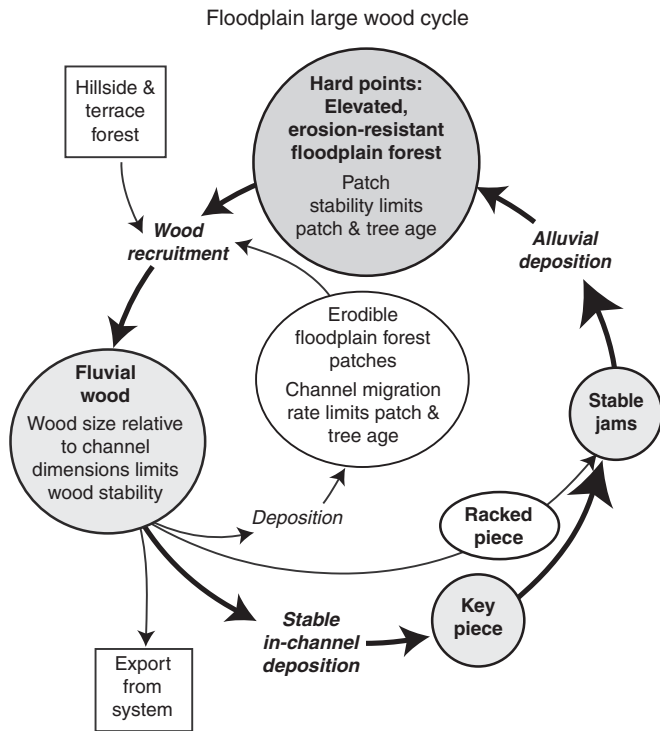 Floodplain large wood cycle
Hillside &
terrace
forest
Hard points:
Elevated,
erosion-resistant
floodplain forest
Patch
stability limits
patch & tree age
Wood
recruitment
Alluvial
deposition
Erodible
floodplain forest
patches
Channel migration
rate limits patch &
tree age
Fluvial
wood
Wood size relative
to channel
dimensions limits
wood stability
Stable
jams
Deposition
Racked
piece
Key
piece
Stable
in-channel
deposition
Export
from
system